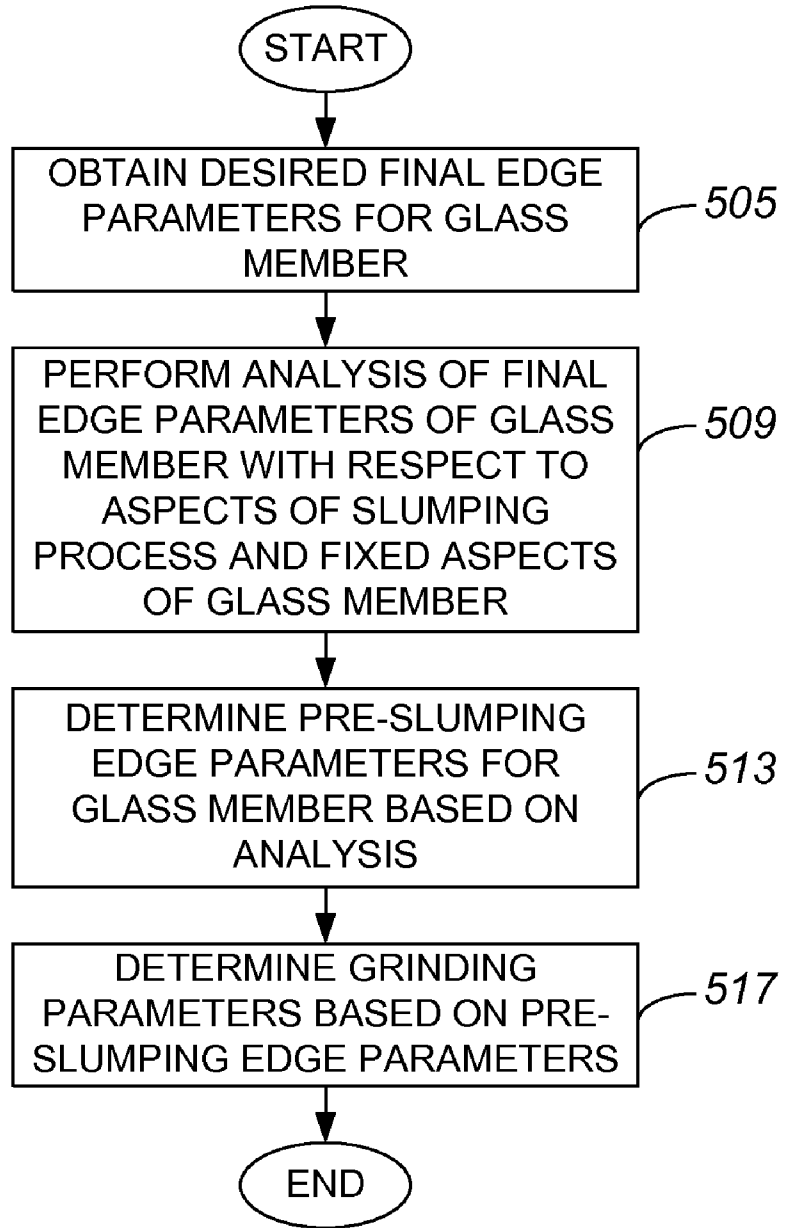 START
OBTAIN DESIRED FINAL EDGE
PARAMETERS FOR GLASS
MEMBER
505
PERFORM ANALYSIS OF FINAL
EDGE PARAMETERS OF GLASS
MEMBER WITH RESPECT TO
ASPECTS OF SLUMPING
PROCESS AND FIXED ASPECTS
OF GLASS MEMBER
509
DETERMINE PRE-SLUMPING
EDGE PARAMETERS FOR
GLASS MEMBER BASED ON
ANALYSIS
513
DETERMINE GRINDING
PARAMETERS BASED ON PRE-
SLUMPING EDGE PARAMETERS
517
END